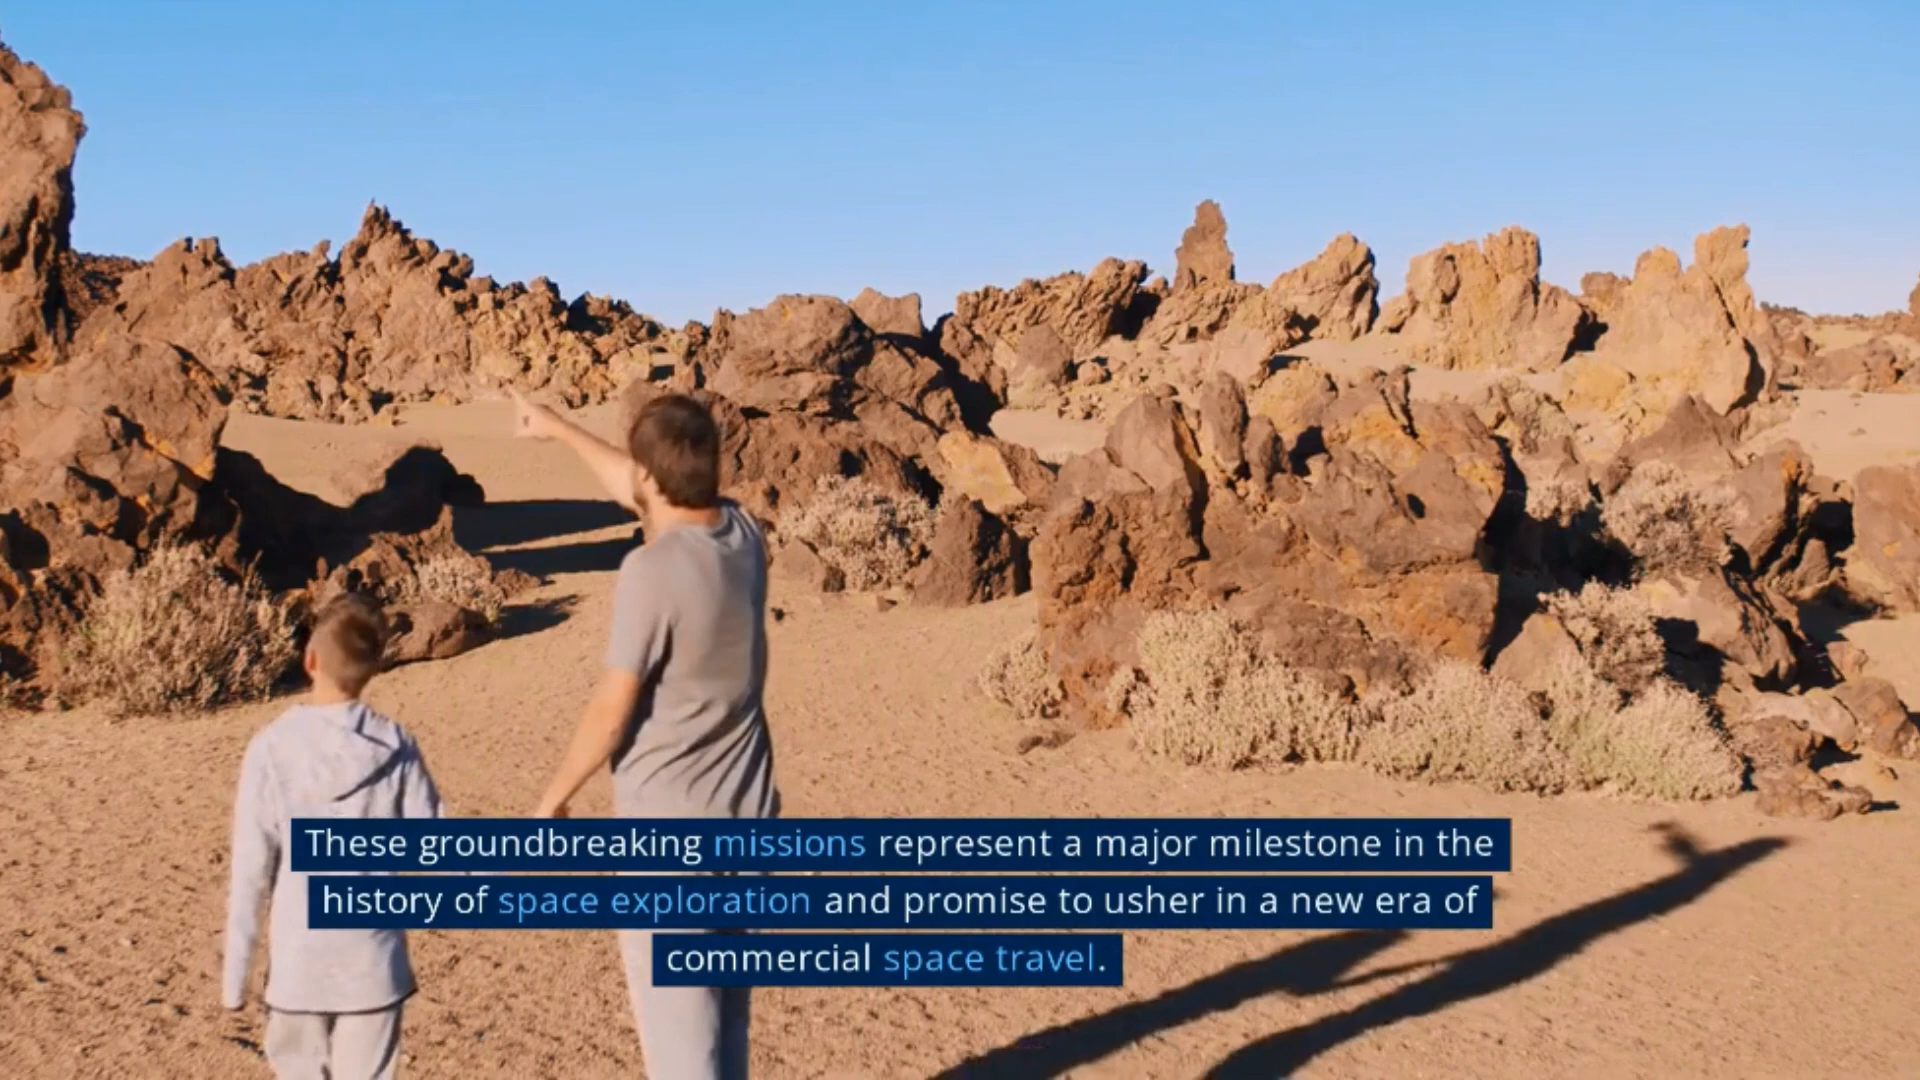 These groundbreaking missions represent a major milestone in the
history of space exploration and promise to usher in a new era of
commercial space travel.